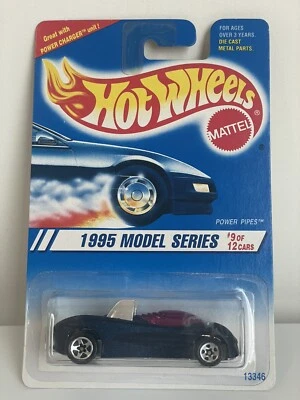 Great with
POWER CHARGER™ unit!
FOR AGES
OVER 3 YEARS.
DIE CAST
METAL PARTS.
HOT WHEELS
MATTEL
POWER PIPES™
1995 MODEL SERIES
#9 OF
12 CARS
13346